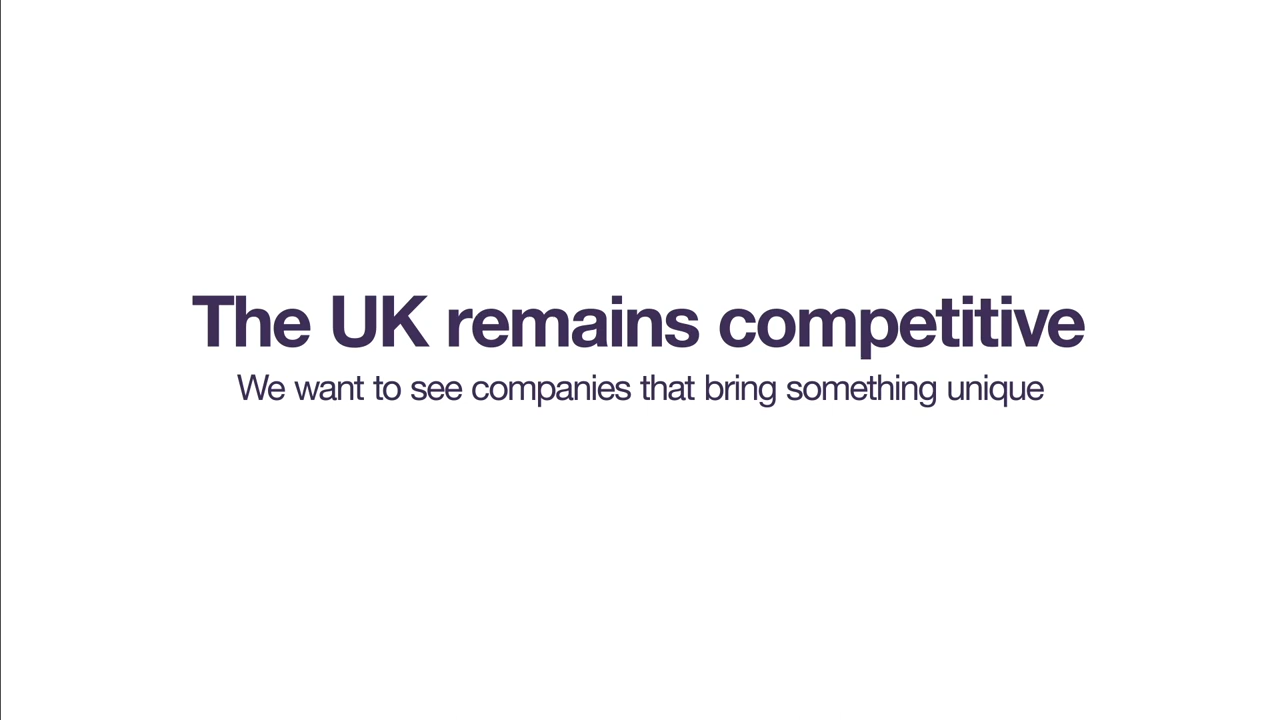 The UK remains competitive
We want to see companies that bring something unique